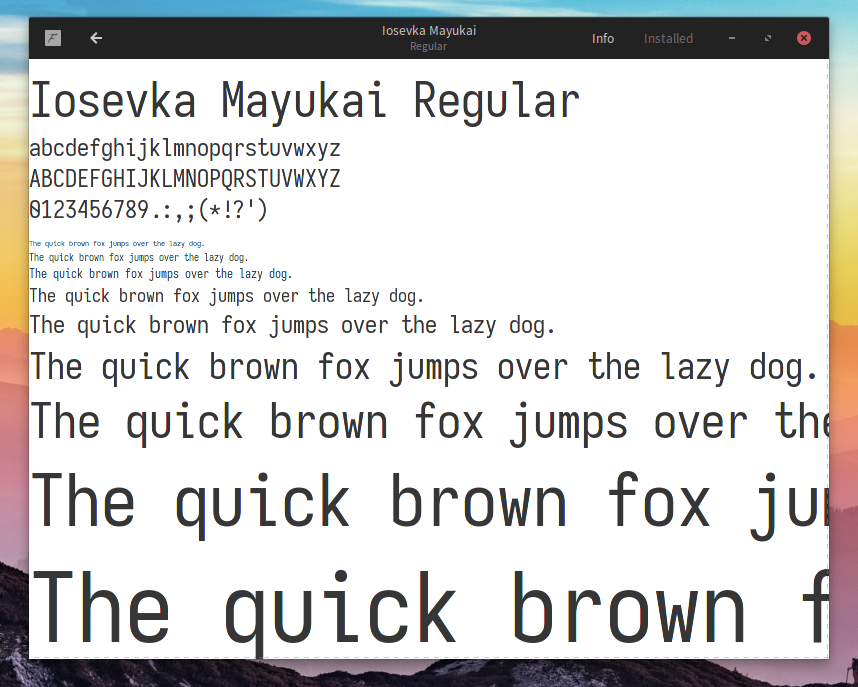 Iosevka Mayukai
Regular
Info
Installed
Iosevka Mayukai Regular
abcdefghijklmnopqrstuvwxyz
ABCDEFGHIJKLMNOPQRSTUVWXYZ
0123456789.:,;(*!?')
The quick brown fox jumps over the lazy dog.
The quick brown fox jumps over the lazy dog.
The quick brown fox jumps over the lazy dog.
The quick brown fox jumps over the lazy dog.
The quick brown fox jumps over the lazy dog.
The quick brown fox jumps over the lazy dog.
The quick brown fox jumps over the
The quick brown fox ju
The quick brown f